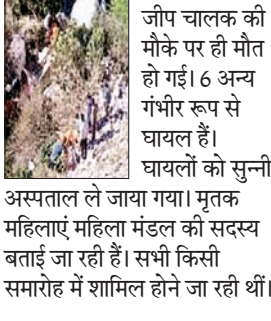 जीप चालक की
मौके पर ही मौत
हो गई। 6 अन्य
गंभीर रूप से
घायल हैं।
घायलों को सुन्नी
अस्पताल ले जाया गया। मृतक
महिलाएं महिला मंडल की सदस्य
बताई जा रही हैं। सभी किसी
समारोह में शामिल होने जा रही थीं।